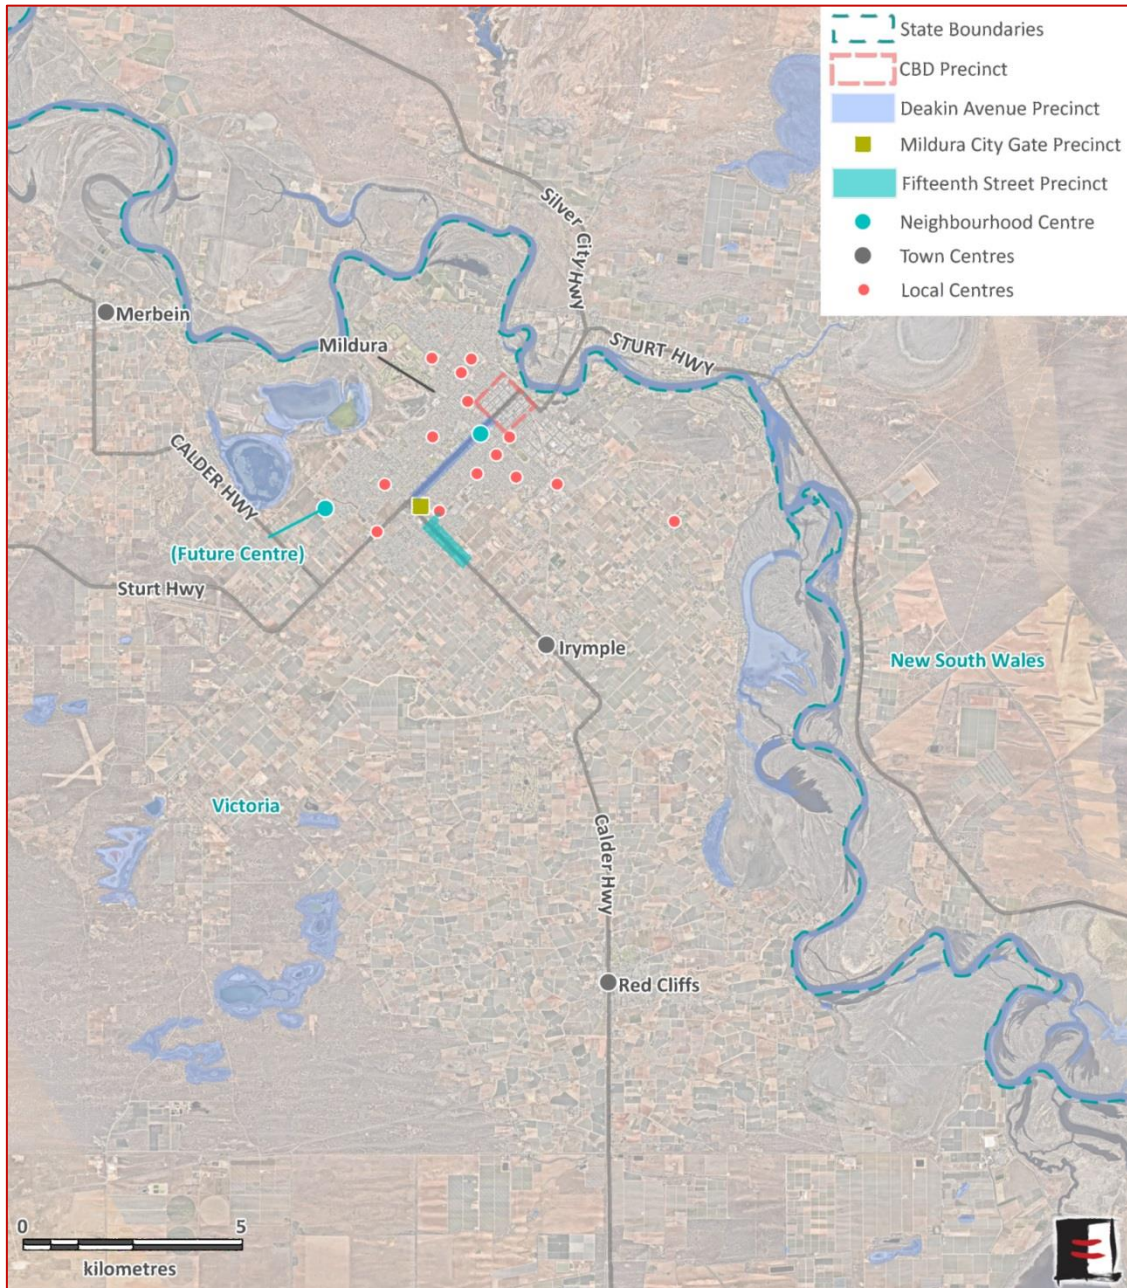 State Boundaries
CBD Precinct
Deakin Avenue Precinct
Mildura City Gate Precinct
Fifteenth Street Precinct
Neighbourhood Centre
Town Centres
Local Centres
Silver City Hwy
Merbein
Mildura
STURT HWY
CALDER HWY
(Future Centre)
Sturt Hwy
Irymple
New South Wales
Victoria
Calder Hwy
Red Cliffs
0 5
kilometres